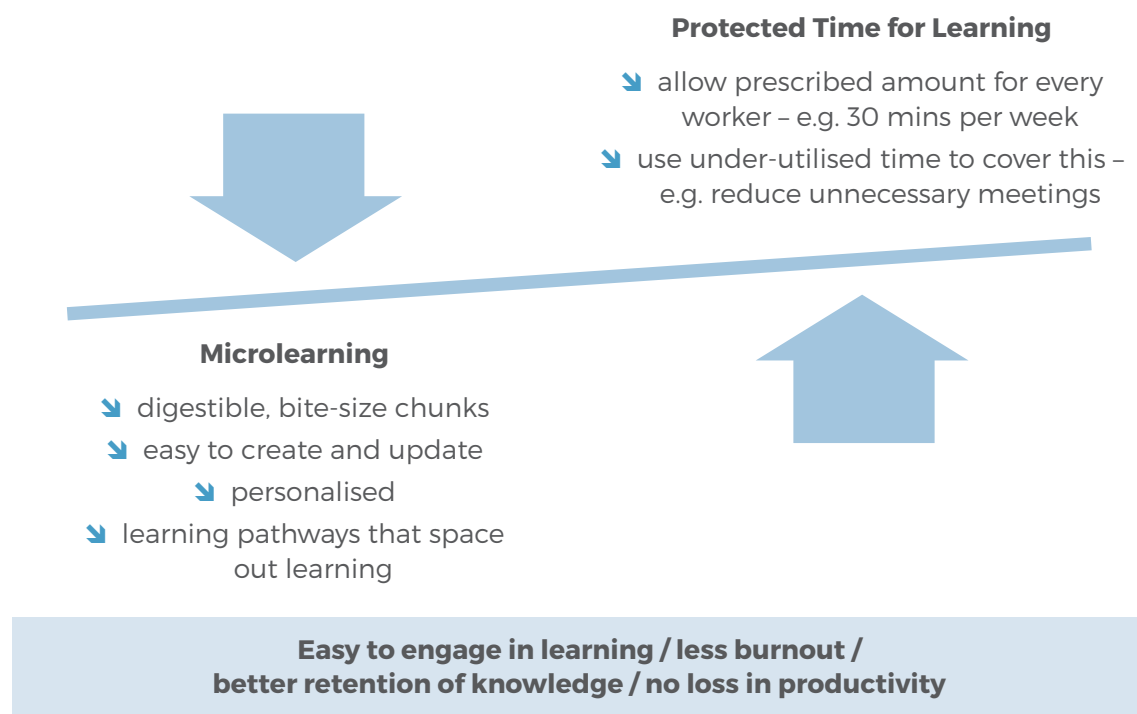 Protected Time for Learning
allow prescribed amount for every
worker – e.g. 30 mins per week
use under-utilised time to cover this –
e.g. reduce unnecessary meetings
Microlearning
digestible, bite-size chunks
easy to create and update
personalised
learning pathways that space
out learning
Easy to engage in learning / less burnout /
better retention of knowledge / no loss in productivity